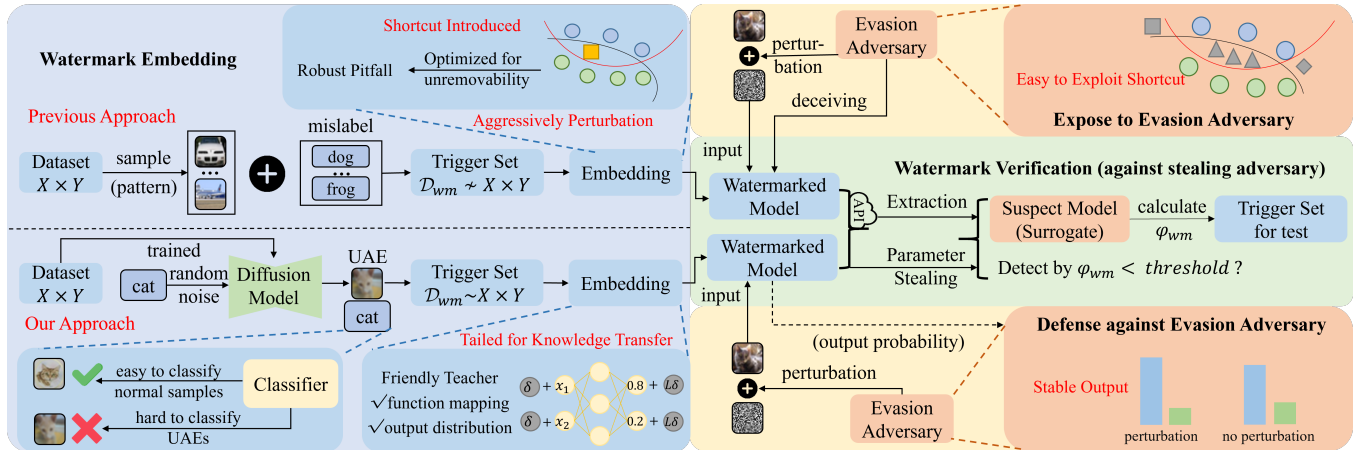 Watermark Embedding
Shortcut Introduced
Robust Pitfall
Optimized for
unremovability
Previous Approach
Aggressively Perturbation
Dataset
X × Y
sample
(pattern)
...
mislabel
dog
...
frog
Trigger Set
𝒟_wm ≁ X × Y
Embedding
trained
Dataset
X × Y
cat
random
noise
Diffusion
Model
UAE
cat
Trigger Set
𝒟_wm ~ X × Y
Embedding
Our Approach
easy to classify
normal samples
hard to classify
UAEs
Classifier
Tailed for Knowledge Transfer
Friendly Teacher
✓function mapping
✓output distribution
δ + x₁
0.8 + Lδ
δ + x₂
0.2 + Lδ
pertur-
bation
Evasion
Adversary
deceiving
Easy to Exploit Shortcut
Expose to Evasion Adversary
input
Watermark Verification (against stealing adversary)
Watermarked
Model
API
Extraction
Suspect Model
(Surrogate)
calculate
φ_wm
Trigger Set
for test
Watermarked
Model
Parameter
Stealing
Detect by φ_wm < threshold ?
input
(output probability)
perturbation
Evasion
Adversary
Defense against Evasion Adversary
Stable Output
perturbation
no perturbation